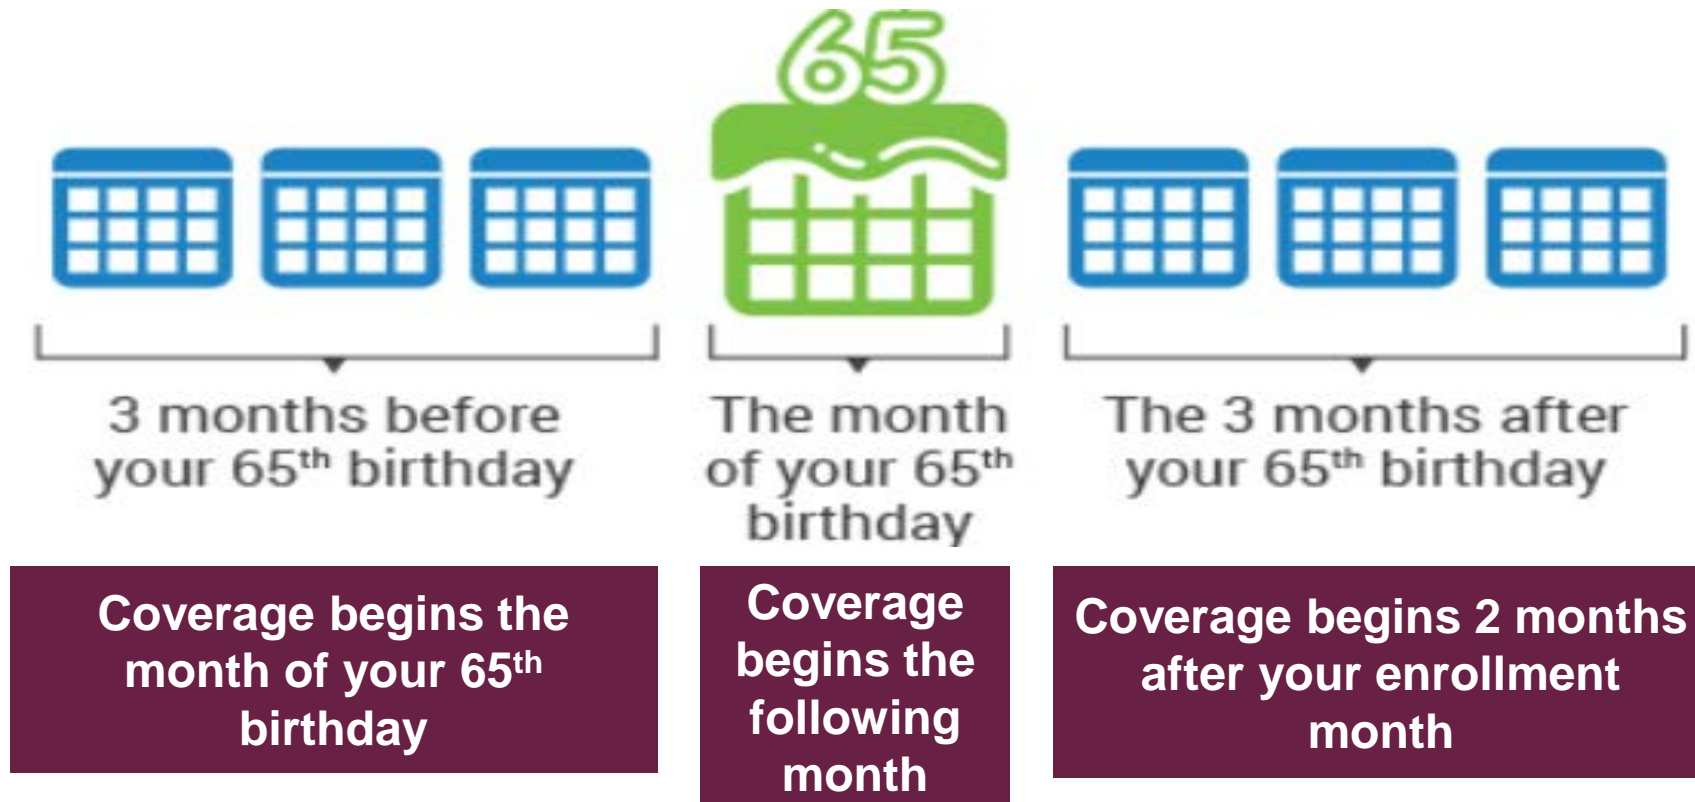 65
3 months before
your 65th birthday
The month
of your 65th
birthday
The 3 months after
your 65th birthday
Coverage begins the
month of your 65th
birthday
Coverage
begins the
following
month
Coverage begins 2 months
after your enrollment
month